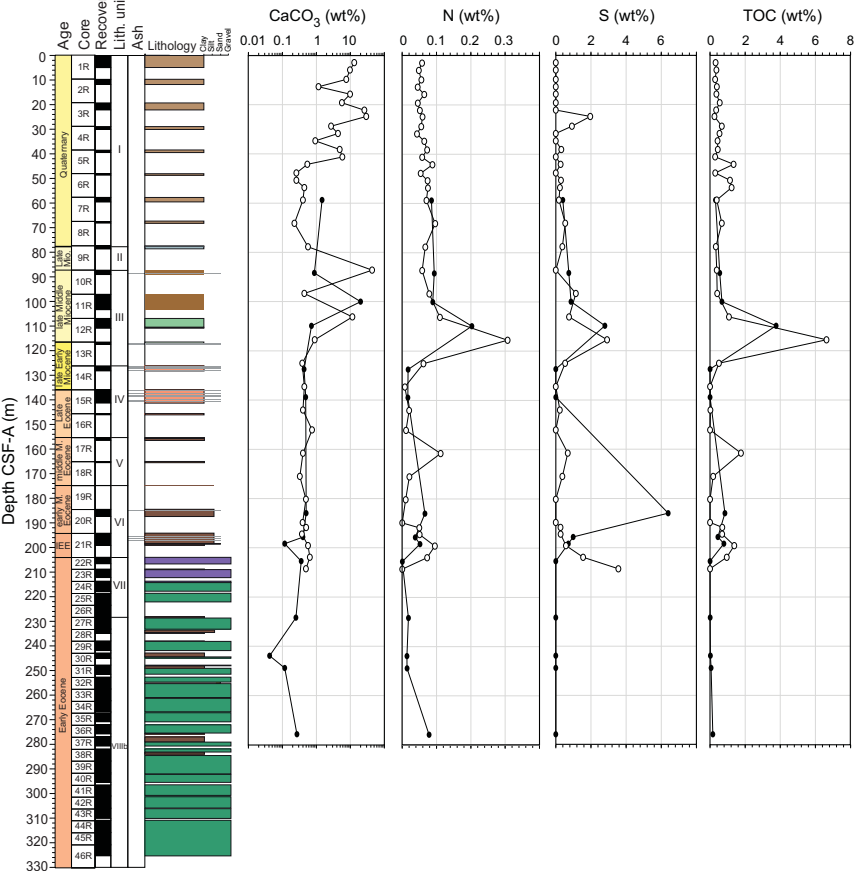 CaCO3 (wt%) N (wt%) S (wt%) TOC (wt%)
Age Core Recove Lith. uni Ash Lithology Clay Silt Sand Gravel
0.01 0.1 1 10 100 0 0.1 0.2 0.3 0 2 4 6 0 2 4 6 8
Depth CSF-A (m)
0
10
20
30
40
50
60
70
80
90
100
110
120
130
140
150
160
170
180
190
200
210
220
230
240
250
260
270
280
290
300
310
320
330
Quaternary
Late
Mio.
late Middle
Miocene
late Early
Miocene
Late
Eocene
middle M.
Eocene
early M.
Eocene
lEE
Early Eocene
1R
2R
3R
4R
5R
6R
7R
8R
9R
10R
11R
12R
13R
14R
15R
16R
17R
18R
19R
20R
21R
22R
23R
24R
25R
26R
27R
28R
29R
30R
31R
32R
33R
34R
35R
36R
37R
38R
39R
40R
41R
42R
43R
44R
45R
46R
I
II
III
IV
V
VI
VII
VIIIb